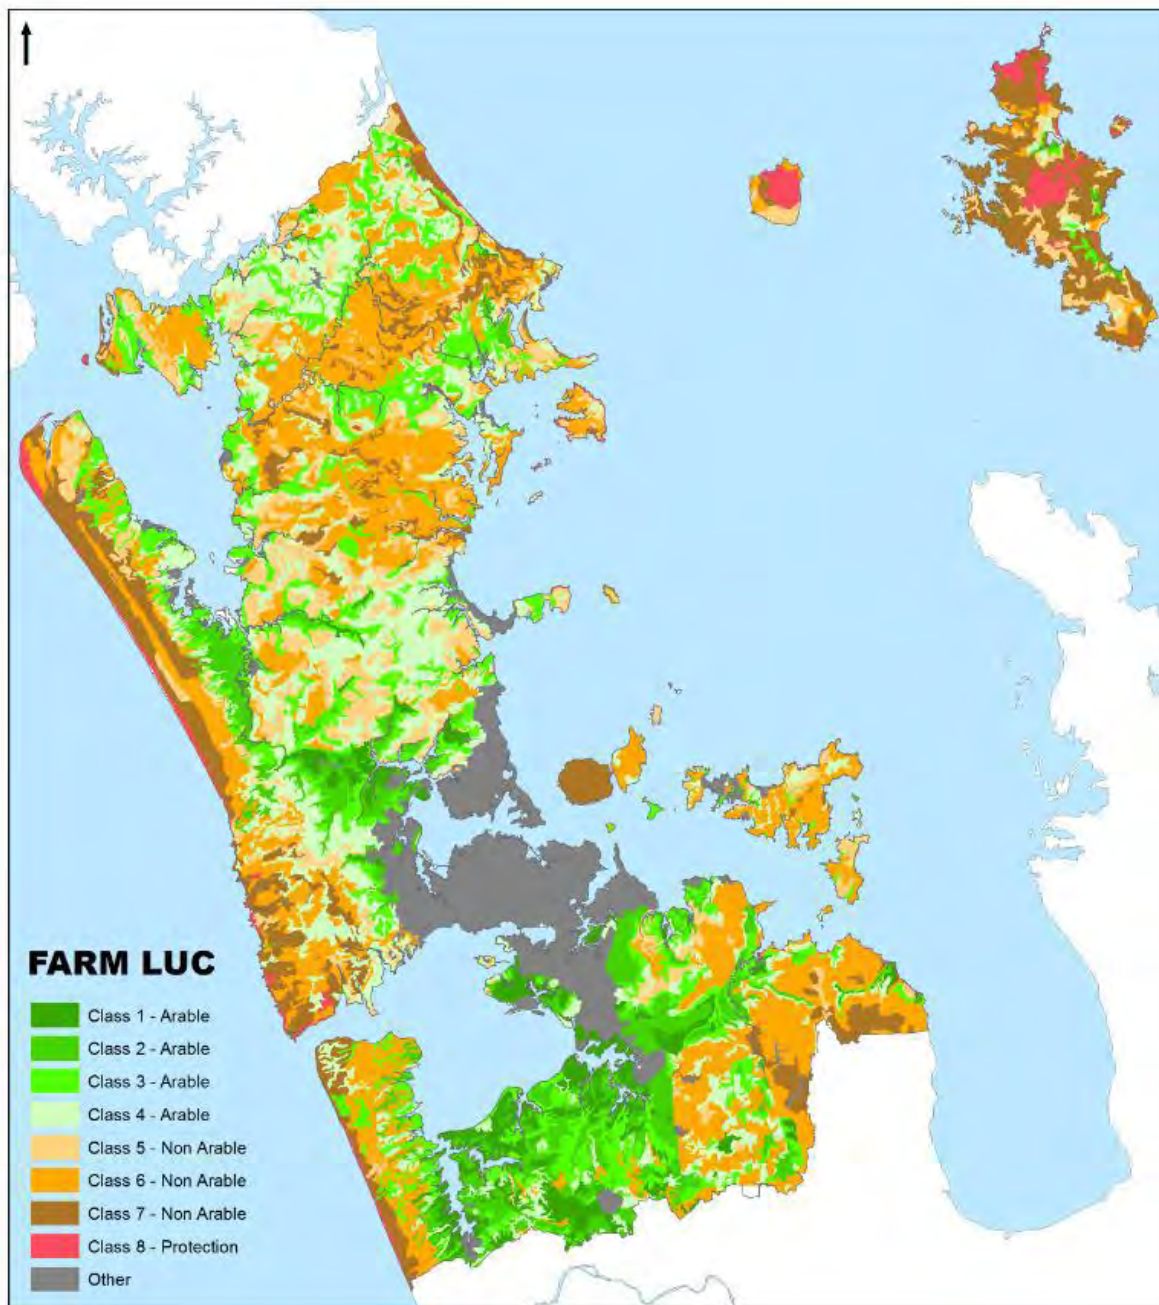 FARM LUC
Class 1 - Arable
Class 2 - Arable
Class 3 - Arable
Class 4 - Arable
Class 5 - Non Arable
Class 6 - Non Arable
Class 7 - Non Arable
Class 8 - Protection
Other